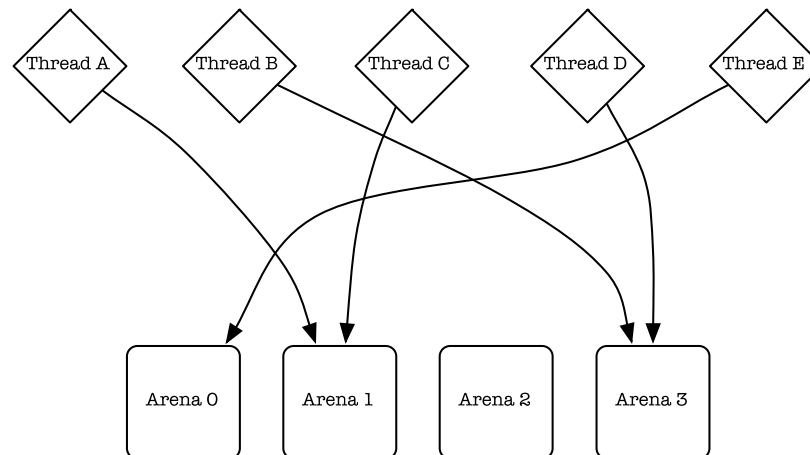 Thread A
Thread B
Thread C
Thread D
Thread E
Arena 0
Arena 1
Arena 2
Arena 3